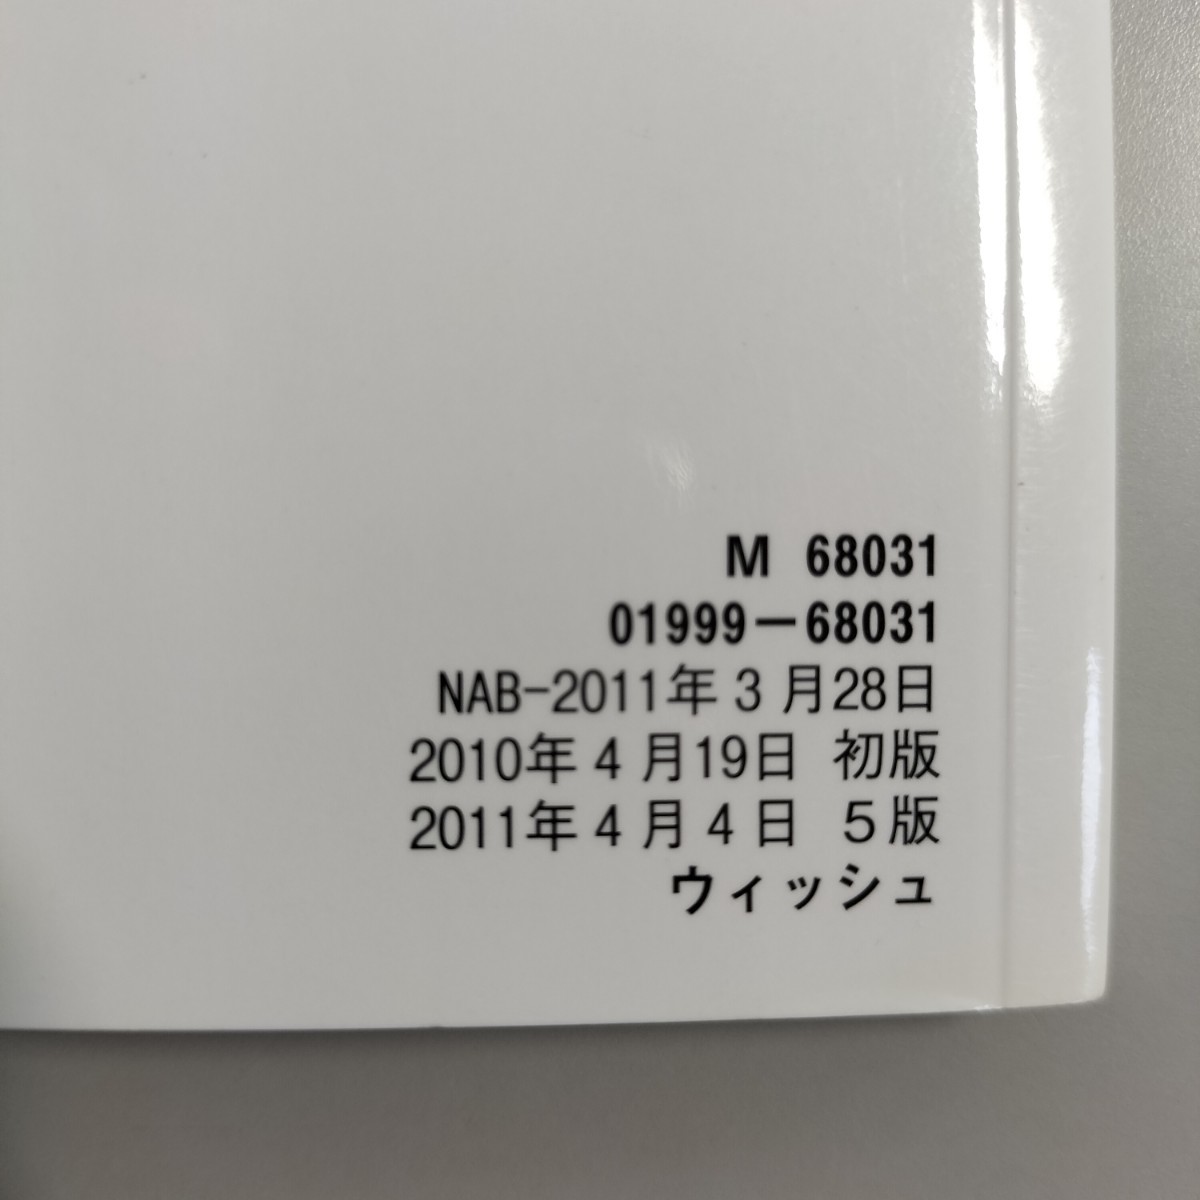 M 68031
01999－68031
NAB-2011年3月28日
2010年4月19日 初版
2011年4月4日 5版
ウィッシュ